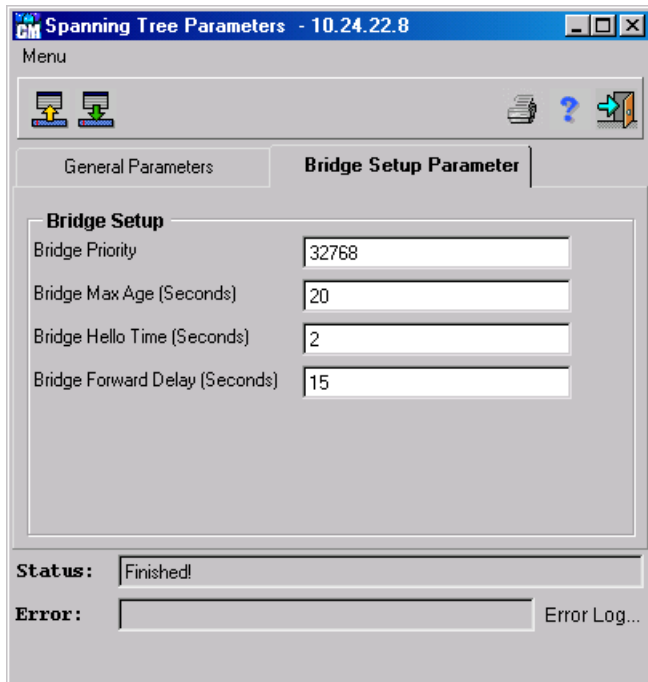 CM Spanning Tree Parameters - 10.24.22.8
Menu
?
General Parameters
Bridge Setup Parameter
Bridge Setup
Bridge Priority 32768
Bridge Max Age (Seconds) 20
Bridge Hello Time (Seconds) 2
Bridge Forward Delay (Seconds) 15
Status: Finished!
Error: Error Log...